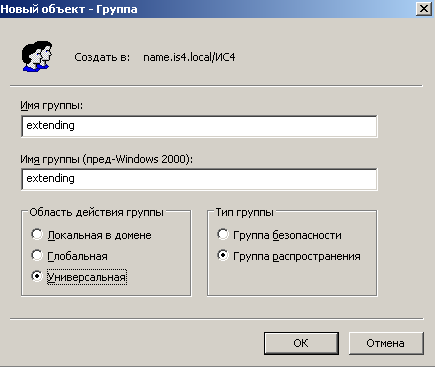 Новый объект - Группа
Создать в: name.is4.local/ИС4
Имя группы:
extending
Имя группы (пред-Windows 2000):
extending
Область действия группы
Локальная в домене
Глобальная
Универсальная
Тип группы
Группа безопасности
Группа распространения
OK
Отмена